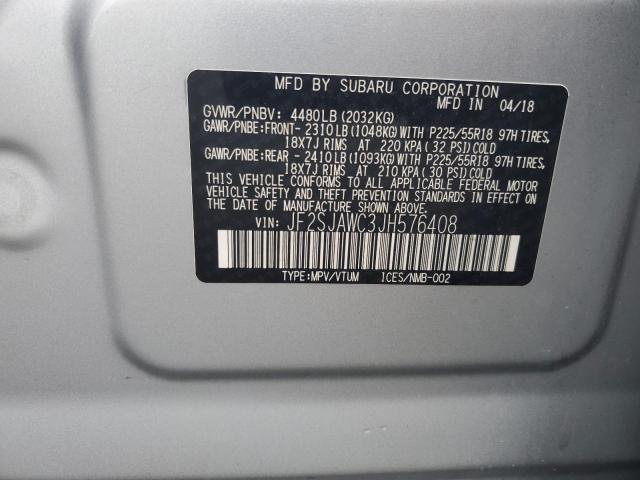 MFD BY SUBARU CORPORATION
MFD IN 04/18
GVWR/PNBV: 4480LB(2032KG)
GAWR/PNBE:FRONT-2310LB(1048KG)WITH P225/55R18 97H TIRES,
18X7J RIMS AT 220 KPA(32 PSI)COLD
GAWR/PNBE:REAR -2410LB(1093KG)WITH P225/55R18 97H TIRES,
18X7J RIMS AT 210 KPA(30 PSI)COLD
THIS VEHICLE CONFORMS TO ALL APPLICABLE FEDERAL MOTOR
VEHICLE SAFETY AND THEFT PREVENTION STANDARDS IN EFFECT ON
THE DATE OF MANUFACTURE SHOWN ABOVE.
VIN: JF2SJAWC3JH576408
TYPE:MPV/VTUM ICES/NMB-002